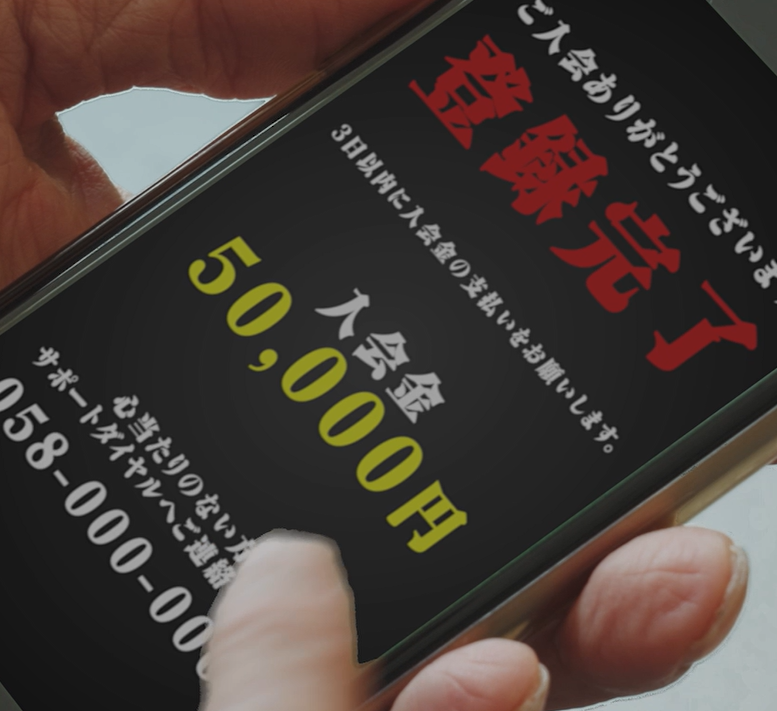 ご入会ありがとうございま
登録完了
3日以内に入会金の支払いをお願いします。
入会金
50,000円
心当たりのない方
サポートダイヤルへご連絡
058-000-00